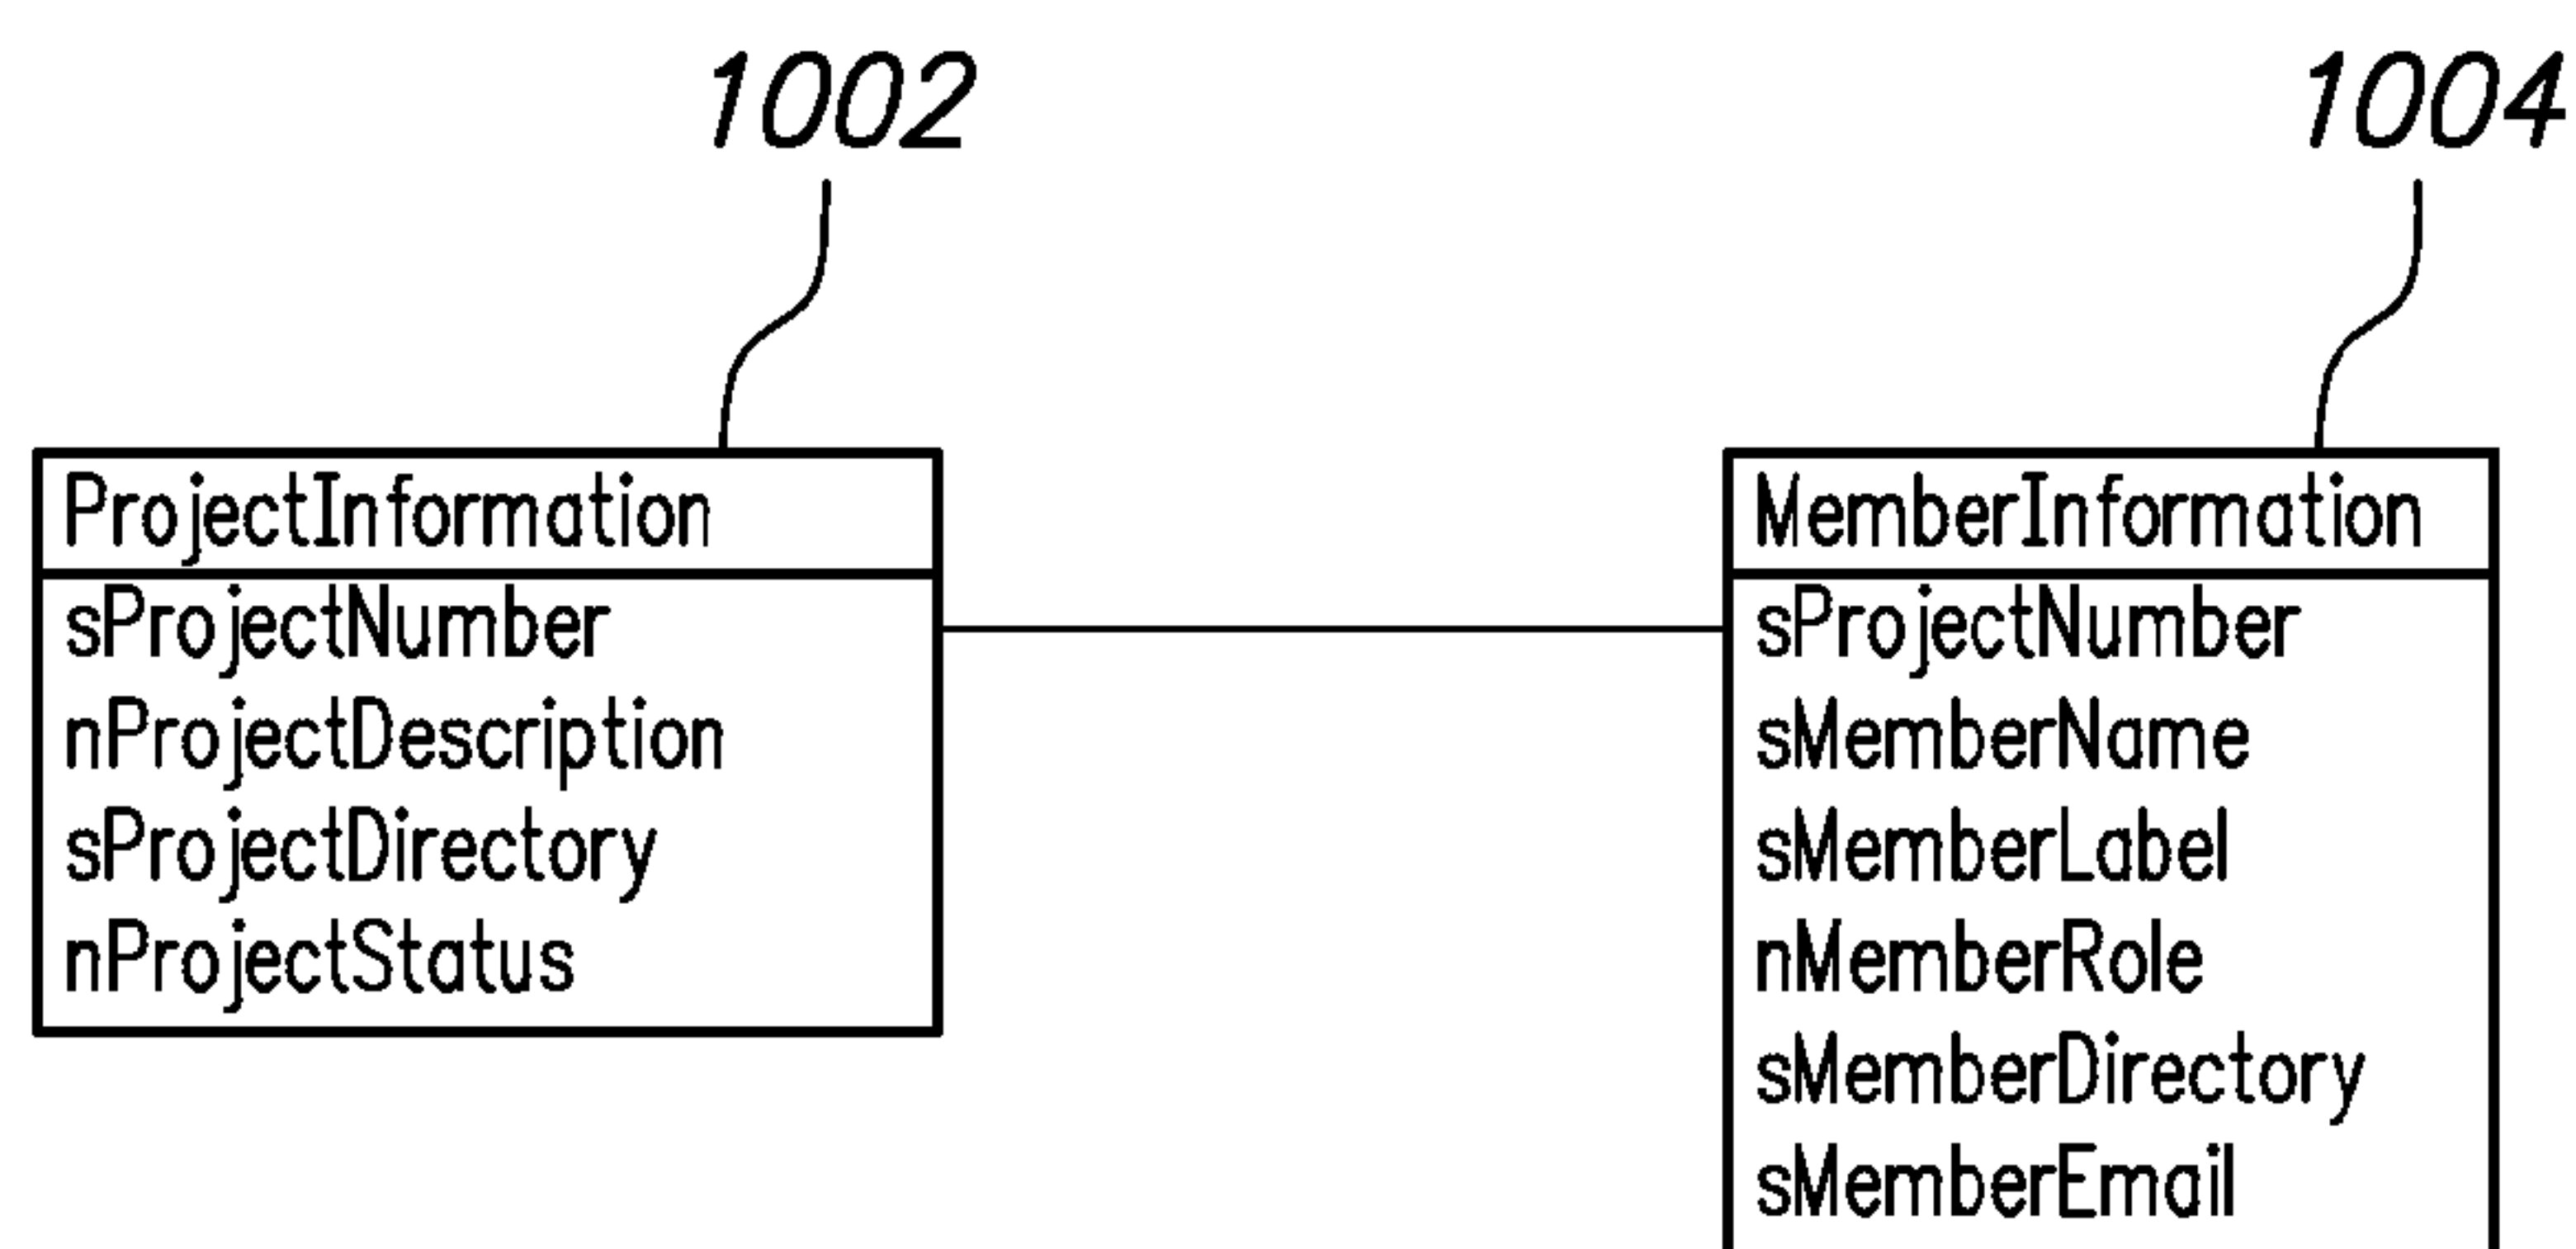 1002
1004
ProjectInformation
sProjectNumber
nProjectDescription
sProjectDirectory
nProjectStatus
MemberInformation
sProjectNumber
sMemberName
sMemberLabel
nMemberRole
sMemberDirectory
sMemberEmail